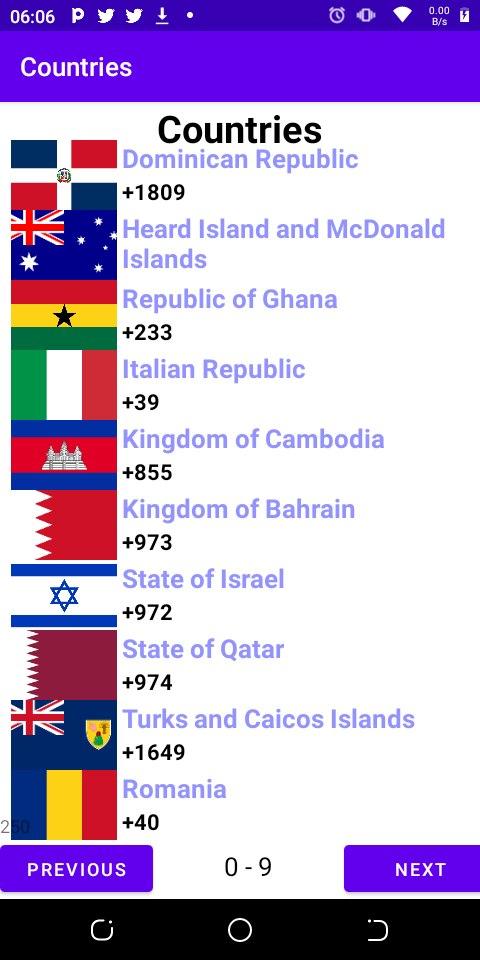 06:06
0.00
B/s
Countries
Countries
Dominican Republic
+1809
Heard Island and McDonald
Islands
Republic of Ghana
+233
Italian Republic
+39
Kingdom of Cambodia
+855
Kingdom of Bahrain
+973
State of Israel
+972
State of Qatar
+974
Turks and Caicos Islands
+1649
Romania
+40
250
PREVIOUS
0 - 9
NEXT